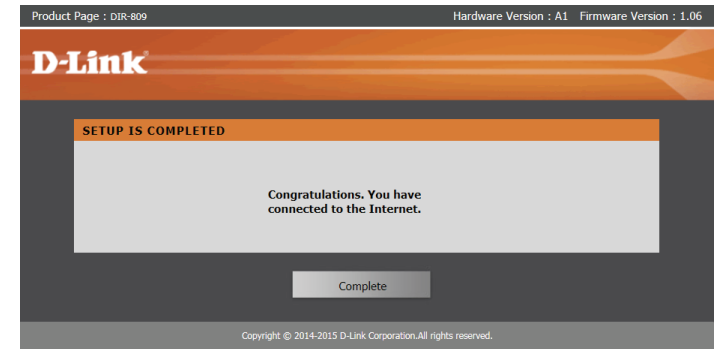 Product Page : DIR-809 Hardware Version : A1 Firmware Version : 1.06
D-Link
SETUP IS COMPLETED
Congratulations. You have
connected to the Internet.
Complete
Copyright © 2014-2015 D-Link Corporation.All rights reserved.